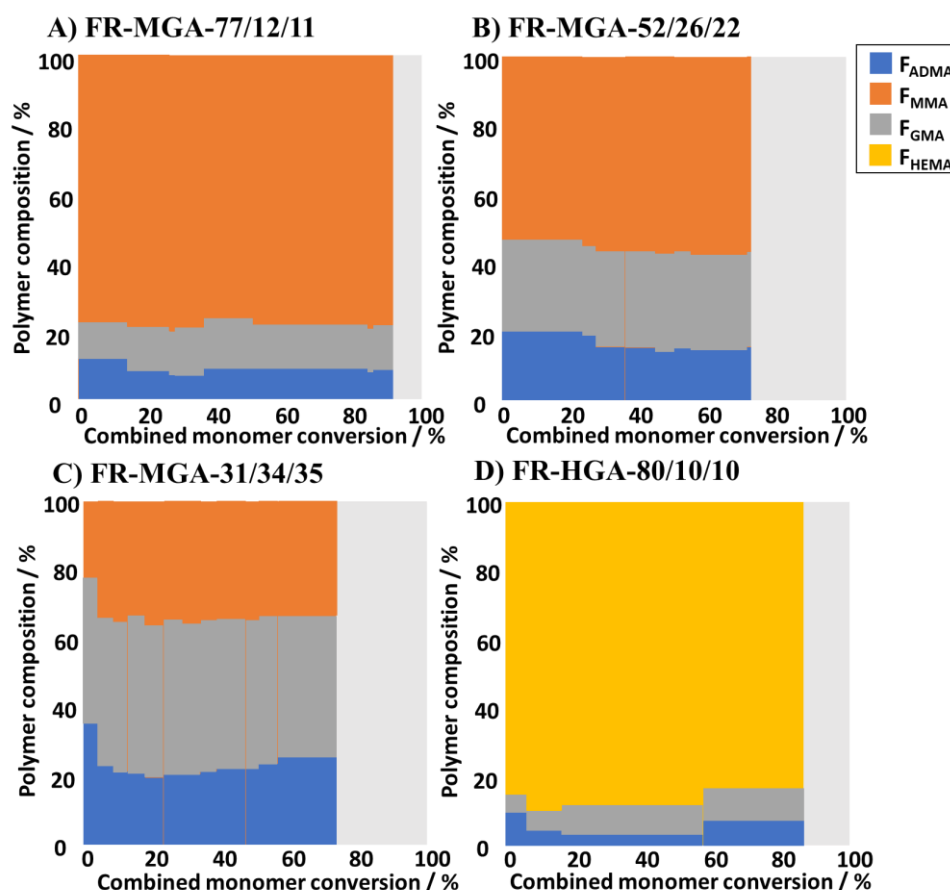 A) FR-MGA-77/12/11
B) FR-MGA-52/26/22
F_ADMA
F_MMA
F_GMA
F_HEMA
Polymer composition / %
100
80
60
40
20
0
0 20 40 60 80 100
Combined monomer conversion / %
Polymer composition / %
100
80
60
40
20
0
0 20 40 60 80 100
Combined monomer conversion / %
C) FR-MGA-31/34/35
D) FR-HGA-80/10/10
Polymer composition / %
100
80
60
40
20
0
0 20 40 60 80 100
Combined monomer conversion / %
Polymer composition / %
100
80
60
40
20
0
0 20 40 60 80 100
Combined monomer conversion / %